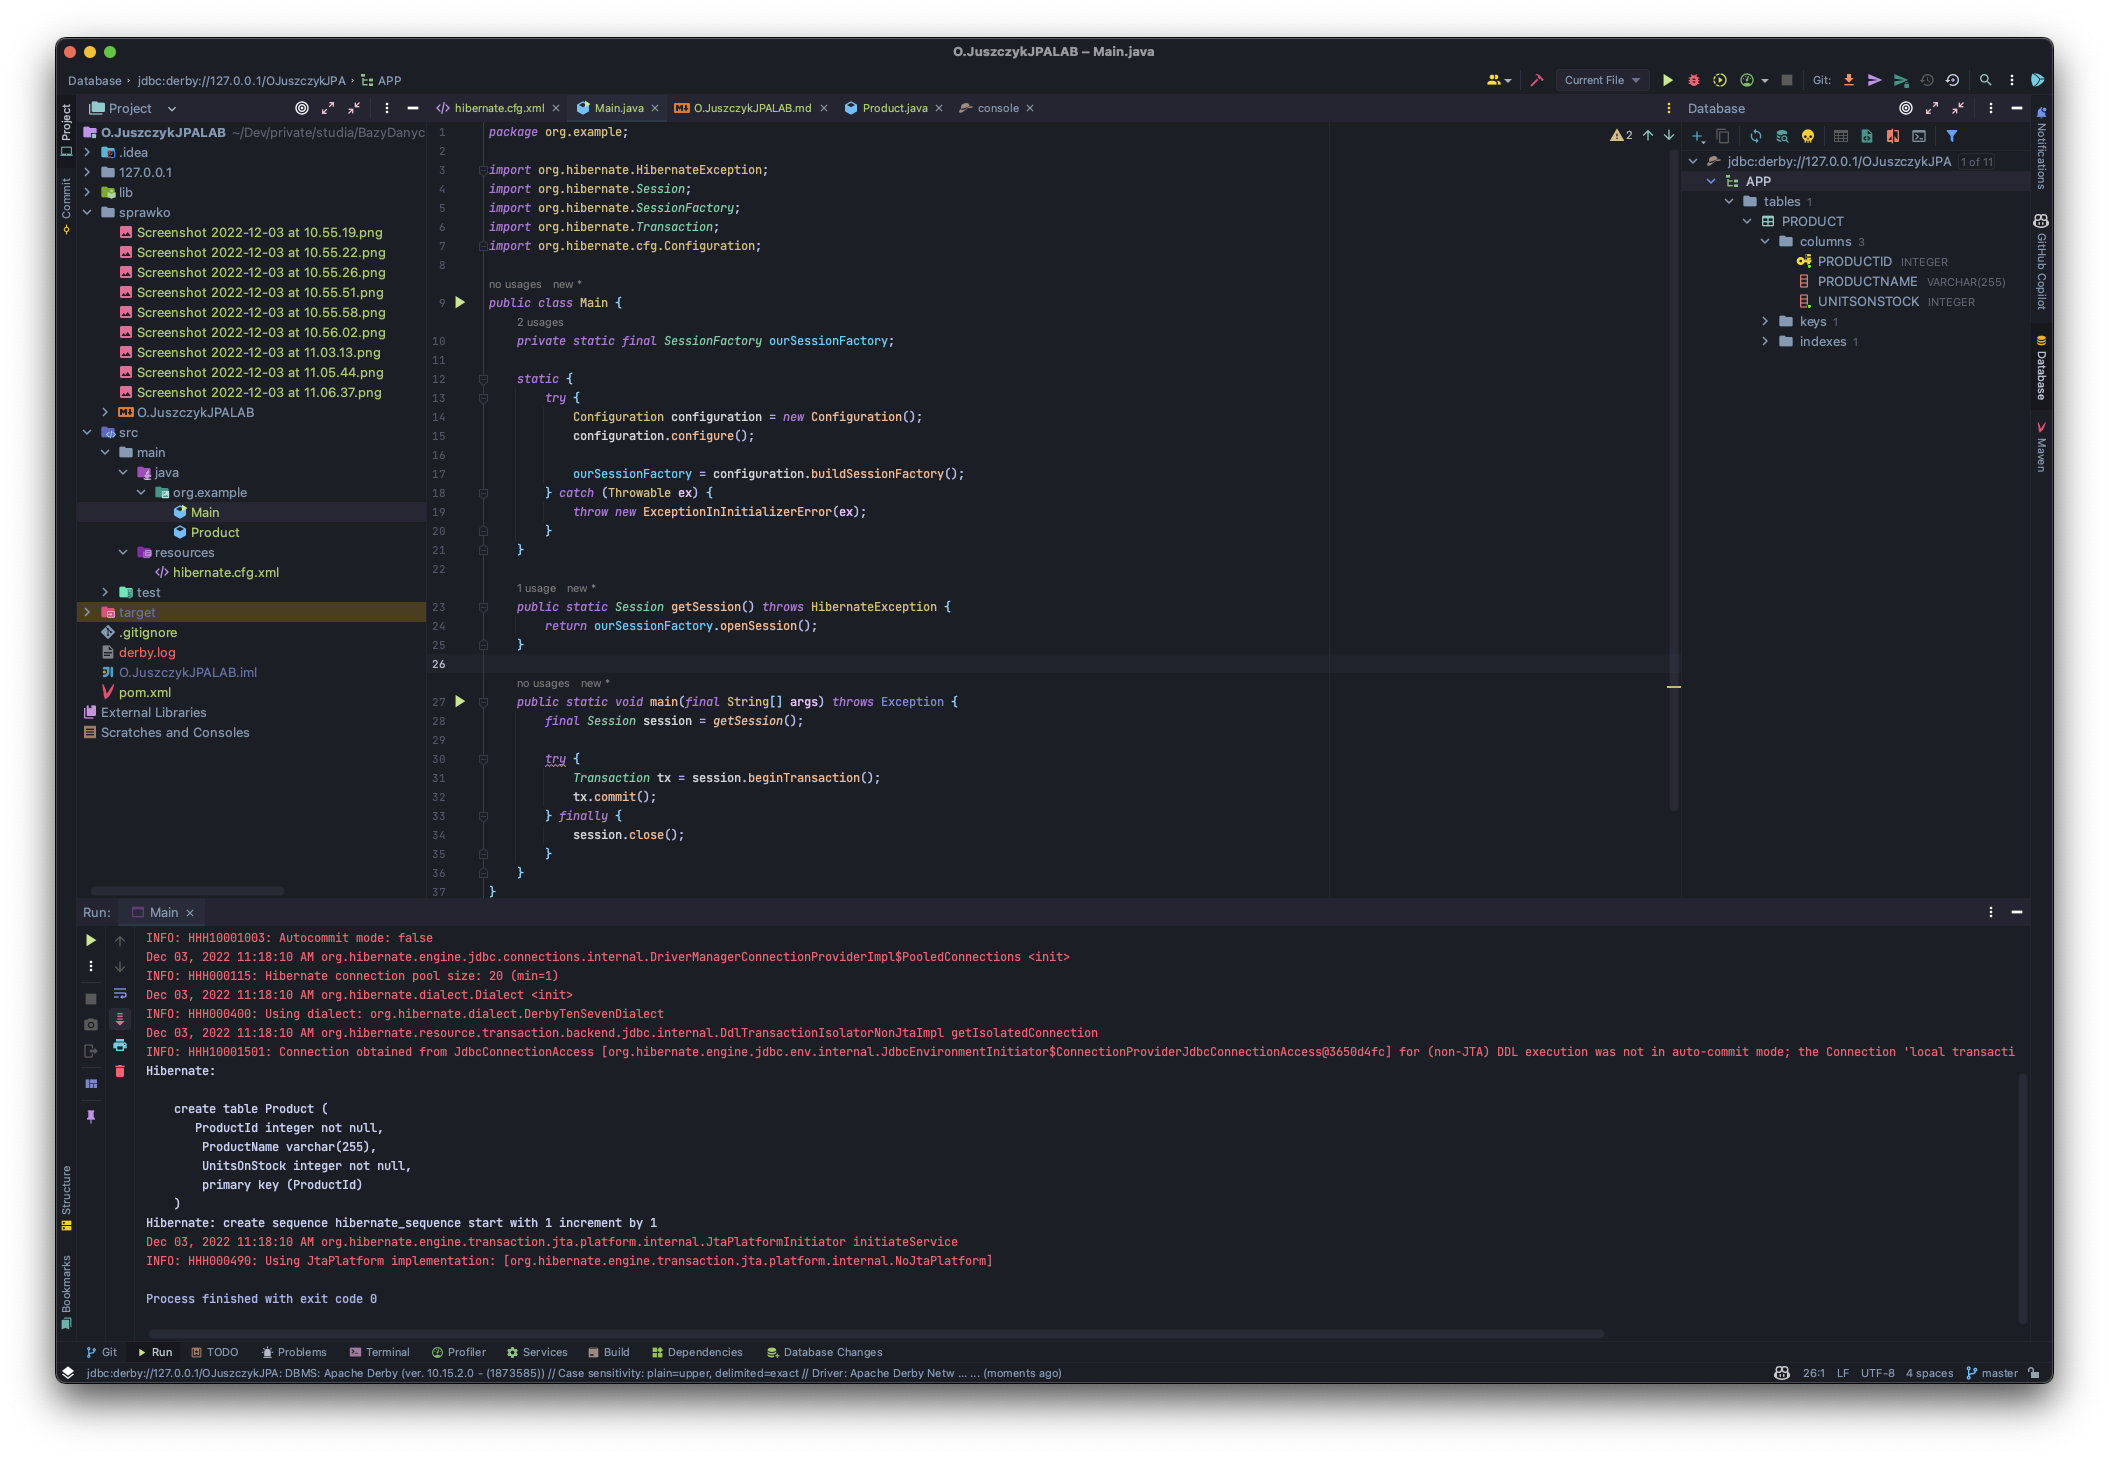 O.JuszczykJPALAB – Main.java
Database › jdbc:derby://127.0.0.1/OJuszczykJPA › APP
Current File
Git:
Project
hibernate.cfg.xml
Main.java
O.JuszczykJPALAB.md
Product.java
console
Database
Project
Commit
Structure
Bookmarks
O.JuszczykJPALAB ~/Dev/private/studia/BazyDanyc
.idea
127.0.0.1
lib
sprawko
Screenshot 2022-12-03 at 10.55.19.png
Screenshot 2022-12-03 at 10.55.22.png
Screenshot 2022-12-03 at 10.55.26.png
Screenshot 2022-12-03 at 10.55.51.png
Screenshot 2022-12-03 at 10.55.58.png
Screenshot 2022-12-03 at 10.56.02.png
Screenshot 2022-12-03 at 11.03.13.png
Screenshot 2022-12-03 at 11.05.44.png
Screenshot 2022-12-03 at 11.06.37.png
O.JuszczykJPALAB
src
main
java
org.example
Main
Product
resources
hibernate.cfg.xml
test
target
.gitignore
derby.log
O.JuszczykJPALAB.iml
pom.xml
External Libraries
Scratches and Consoles
2
1 package org.example;
2
3 import org.hibernate.HibernateException;
4 import org.hibernate.Session;
5 import org.hibernate.SessionFactory;
6 import org.hibernate.Transaction;
7 import org.hibernate.cfg.Configuration;
8
no usages new *
9 public class Main {
2 usages
10 private static final SessionFactory ourSessionFactory;
11
12 static {
13 try {
14 Configuration configuration = new Configuration();
15 configuration.configure();
16
17 ourSessionFactory = configuration.buildSessionFactory();
18 } catch (Throwable ex) {
19 throw new ExceptionInInitializerError(ex);
20 }
21 }
22
1 usage new *
23 public static Session getSession() throws HibernateException {
24 return ourSessionFactory.openSession();
25 }
26
no usages new *
27 public static void main(final String[] args) throws Exception {
28 final Session session = getSession();
29
30 try {
31 Transaction tx = session.beginTransaction();
32 tx.commit();
33 } finally {
34 session.close();
35 }
36 }
37 }
jdbc:derby://127.0.0.1/OJuszczykJPA 1 of 11
APP
tables 1
PRODUCT
columns 3
PRODUCTID INTEGER
PRODUCTNAME VARCHAR(255)
UNITSONSTOCK INTEGER
keys 1
indexes 1
Notifications
GitHub Copilot
Database
Maven
Run: Main
INFO: HHH10001003: Autocommit mode: false
Dec 03, 2022 11:18:10 AM org.hibernate.engine.jdbc.connections.internal.DriverManagerConnectionProviderImpl$PooledConnections <init>
INFO: HHH000115: Hibernate connection pool size: 20 (min=1)
Dec 03, 2022 11:18:10 AM org.hibernate.dialect.Dialect <init>
INFO: HHH000400: Using dialect: org.hibernate.dialect.DerbyTenSevenDialect
Dec 03, 2022 11:18:10 AM org.hibernate.resource.transaction.backend.jdbc.internal.DdlTransactionIsolatorNonJtaImpl getIsolatedConnection
INFO: HHH10001501: Connection obtained from JdbcConnectionAccess [org.hibernate.engine.jdbc.env.internal.JdbcEnvironmentInitiator$ConnectionProviderJdbcConnectionAccess@3650d4fc] for (non-JTA) DDL execution was not in auto-commit mode; the Connection 'local transacti
Hibernate:
create table Product (
ProductId integer not null,
ProductName varchar(255),
UnitsOnStock integer not null,
primary key (ProductId)
)
Hibernate: create sequence hibernate_sequence start with 1 increment by 1
Dec 03, 2022 11:18:10 AM org.hibernate.engine.transaction.jta.platform.internal.JtaPlatformInitiator initiateService
INFO: HHH000490: Using JtaPlatform implementation: [org.hibernate.engine.transaction.jta.platform.internal.NoJtaPlatform]
Process finished with exit code 0
Git Run TODO Problems Terminal Profiler Services Build Dependencies Database Changes
jdbc:derby://127.0.0.1/OJuszczykJPA: DBMS: Apache Derby (ver. 10.15.2.0 - (1873585)) // Case sensitivity: plain=upper, delimited=exact // Driver: Apache Derby Netw ... ... (moments ago)
26:1 LF UTF-8 4 spaces master